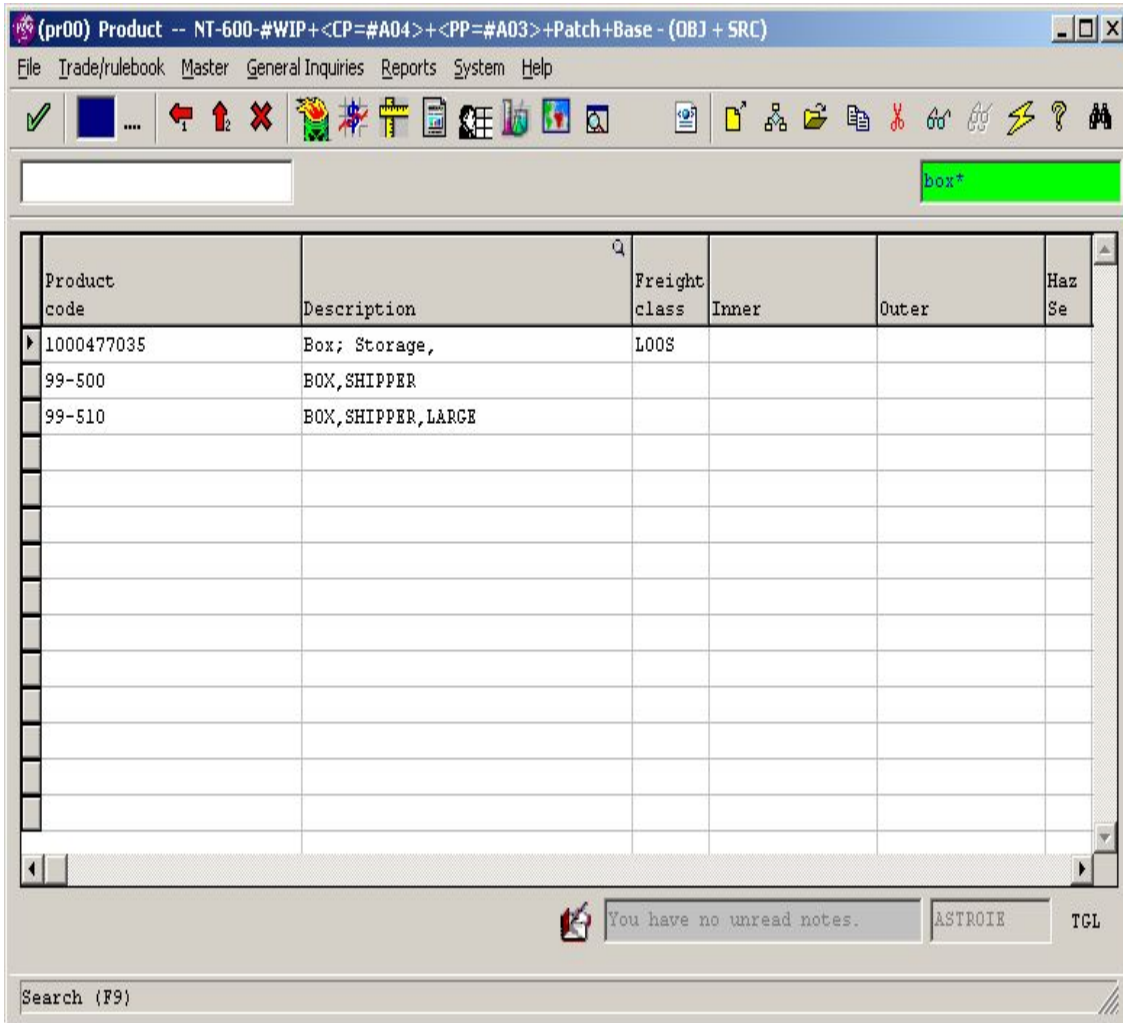 (pr00) Product -- NT-600-#WIP+<CP=#A04>+<PP=#A03>+Patch+Base - (OBJ + SRC)
File Trade/rulebook Master General Inquiries Reports System Help
box*
Product code Description Freight class Inner Outer Haz Se
1000477035 Box; Storage, LOOS
99-500 BOX,SHIPPER
99-510 BOX,SHIPPER,LARGE
You have no unread notes. ASTROIE TGL
Search (F9)